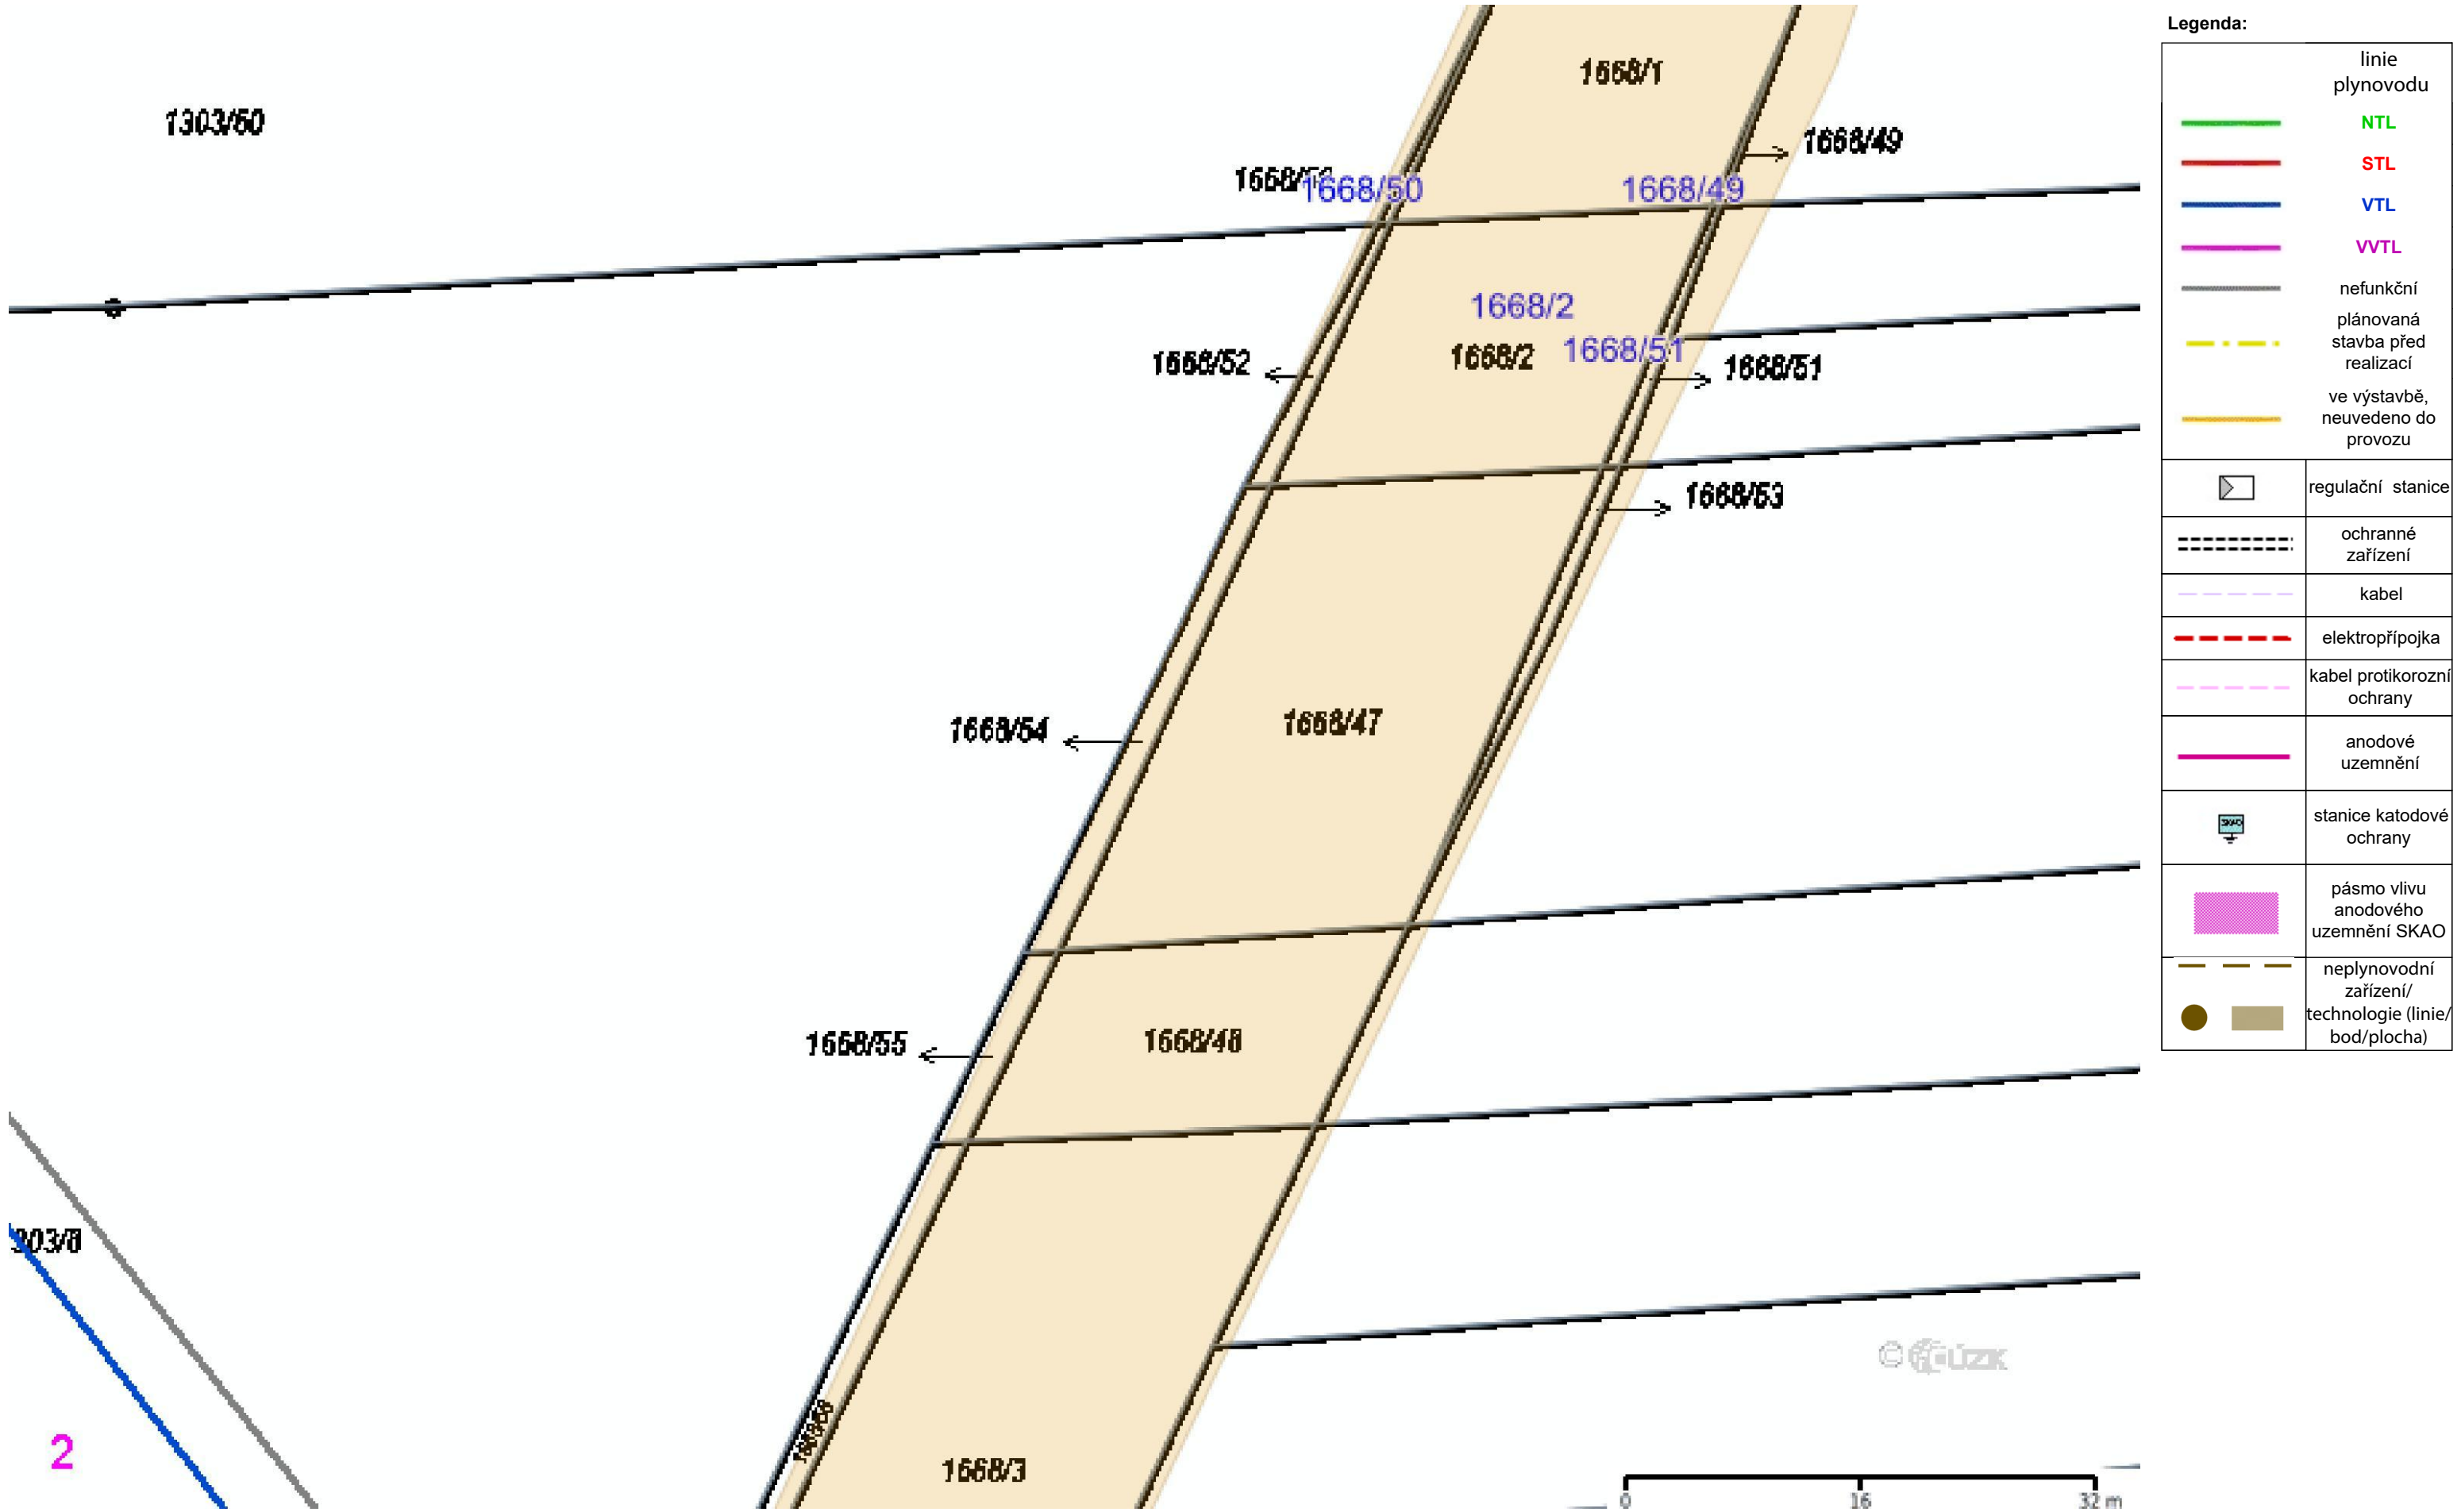 1303/60
1668/1
1668/49
1668/50
1668/49
1668/2
1668/52
1668/2
1668/51
1668/51
1668/53
1668/54
1668/47
1668/55
1668/48
303/8
2
1668/3
0 16 32 m
Legenda:
linie
plynovodu
NTL
STL
VTL
VVTL
nefunkční
plánovaná
stavba před
realizací
ve výstavbě,
neuvedeno do
provozu
regulační stanice
ochranné
zařízení
kabel
elektropřípojka
kabel protikorozní
ochrany
anodové
uzemnění
SKAO
stanice katodové
ochrany
pásmo vlivu
anodového
uzemnění SKAO
neplynovodní
zařízení/
technologie (linie/
bod/plocha)